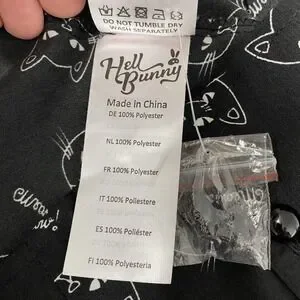 DO NOT TUMBLE DRY
WASH SEPARATELY
Hell
Bunny
Made In China
DE 100% Polyester
NL 100% Polyester
FR 100% Polyester
IT 100% Poliestere
ES 100% Poliéster
FI 100% Polyesteria